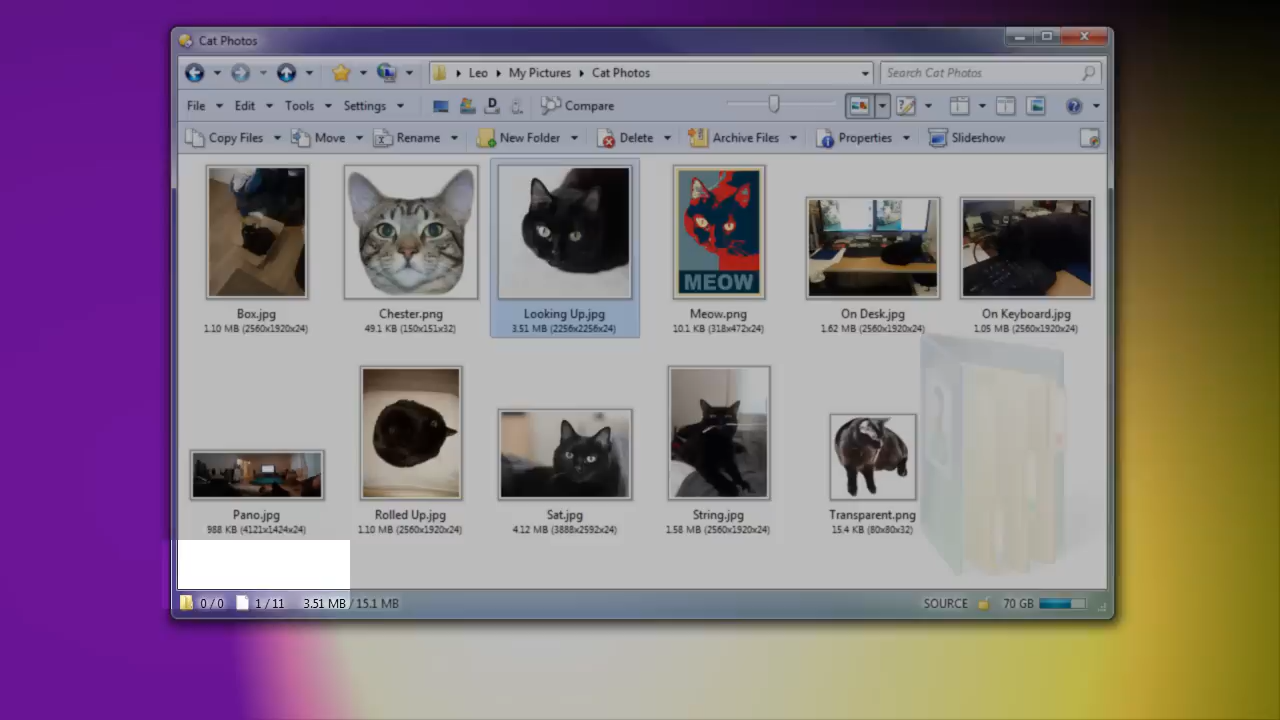 Cat Photos
Leo My Pictures Cat Photos Search Cat Photos
File Edit Tools Settings D Compare
Copy Files Move Rename New Folder Delete Archive Files Properties Slideshow
MEOW
Box.jpg Chester.png Looking Up.jpg Meow.png On Desk.jpg On Keyboard.jpg
1.10 MB (2560x1920x24) 49.1 KB (150x151x32) 3.51 MB (2256x2256x24) 10.1 KB (318x472x24) 1.62 MB (2560x1920x24) 1.05 MB (2560x1920x24)
Pano.jpg Rolled Up.jpg Sat.jpg String.jpg Transparent.png
988 KB (4121x1424x24) 1.10 MB (2560x1920x24) 4.12 MB (3888x2592x24) 1.58 MB (2560x1920x24) 15.4 KB (80x80x32)
0 / 0 1 / 11 3.51 MB / 15.1 MB SOURCE 70 GB